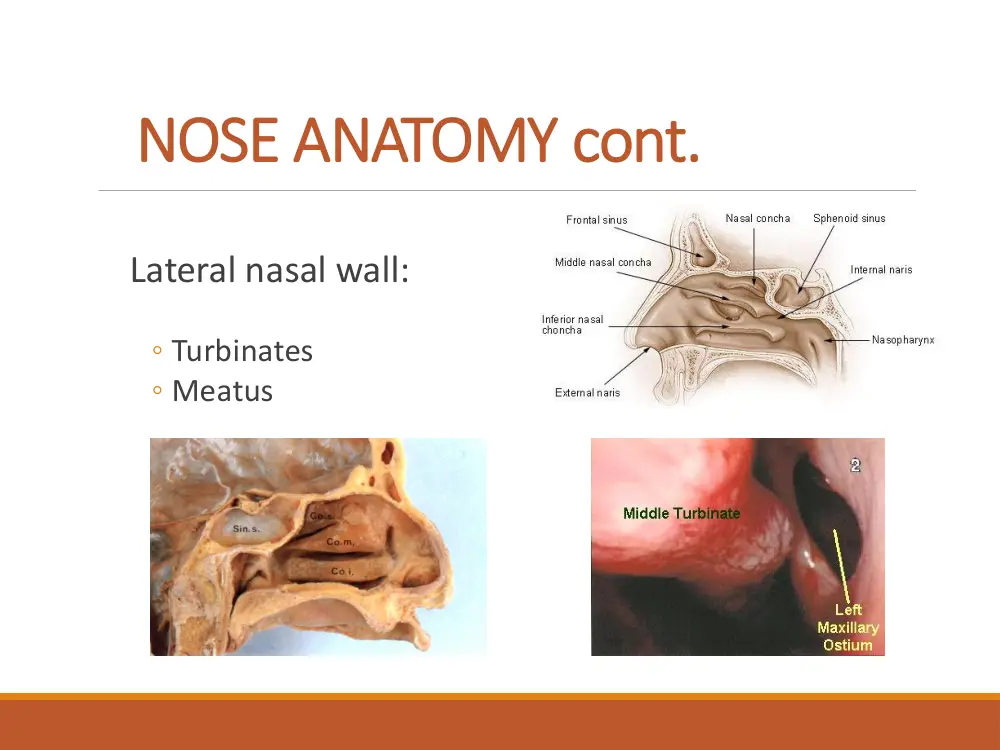 NOSE ANATOMY cont.
Lateral nasal wall:
◦ Turbinates
◦ Meatus
Frontal sinus
Nasal concha
Sphenoid sinus
Middle nasal concha
Internal naris
Inferior nasal
choncha
Nasopharynx
External naris
Sin.s.
Co.s.
Co.m.
Co.i.
2
Middle Turbinate
Left
Maxillary
Ostium